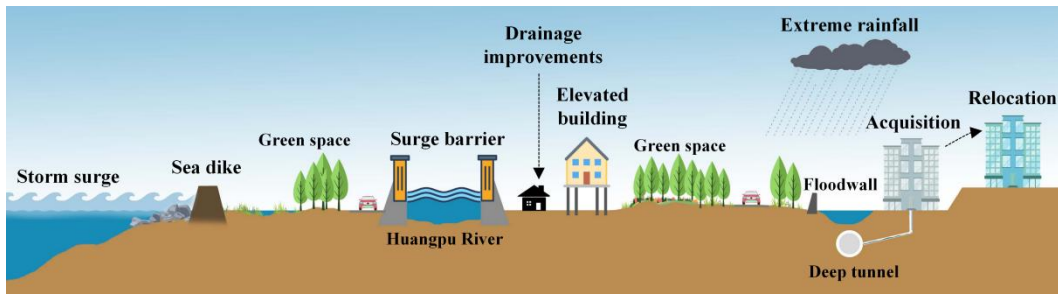 Storm surge
Sea dike
Green space
Surge barrier
Huangpu River
Drainage
improvements
Elevated
building
Green space
Extreme rainfall
Floodwall
Deep tunnel
Acquisition
Relocation